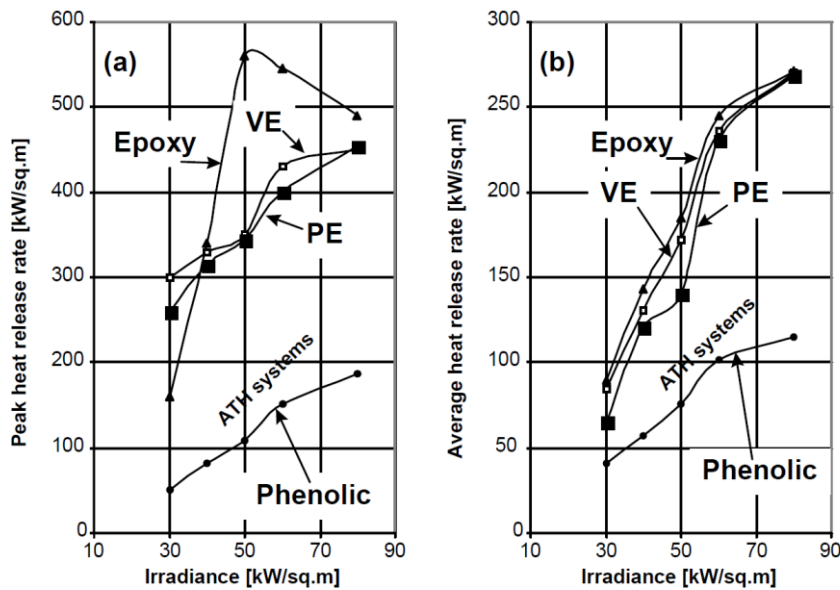 (a)
Peak heat release rate [kW/sq.m]
600
500
400
300
200
100
0
Epoxy
VE
PE
ATH systems
Phenolic
10 30 50 70 90
Irradiance [kW/sq.m]
(b)
Average heat release rate [kW/sq.m]
300
250
200
150
100
50
0
Epoxy
VE
PE
ATH systems
Phenolic
10 30 50 70 90
Irradiance [kW/sq.m]